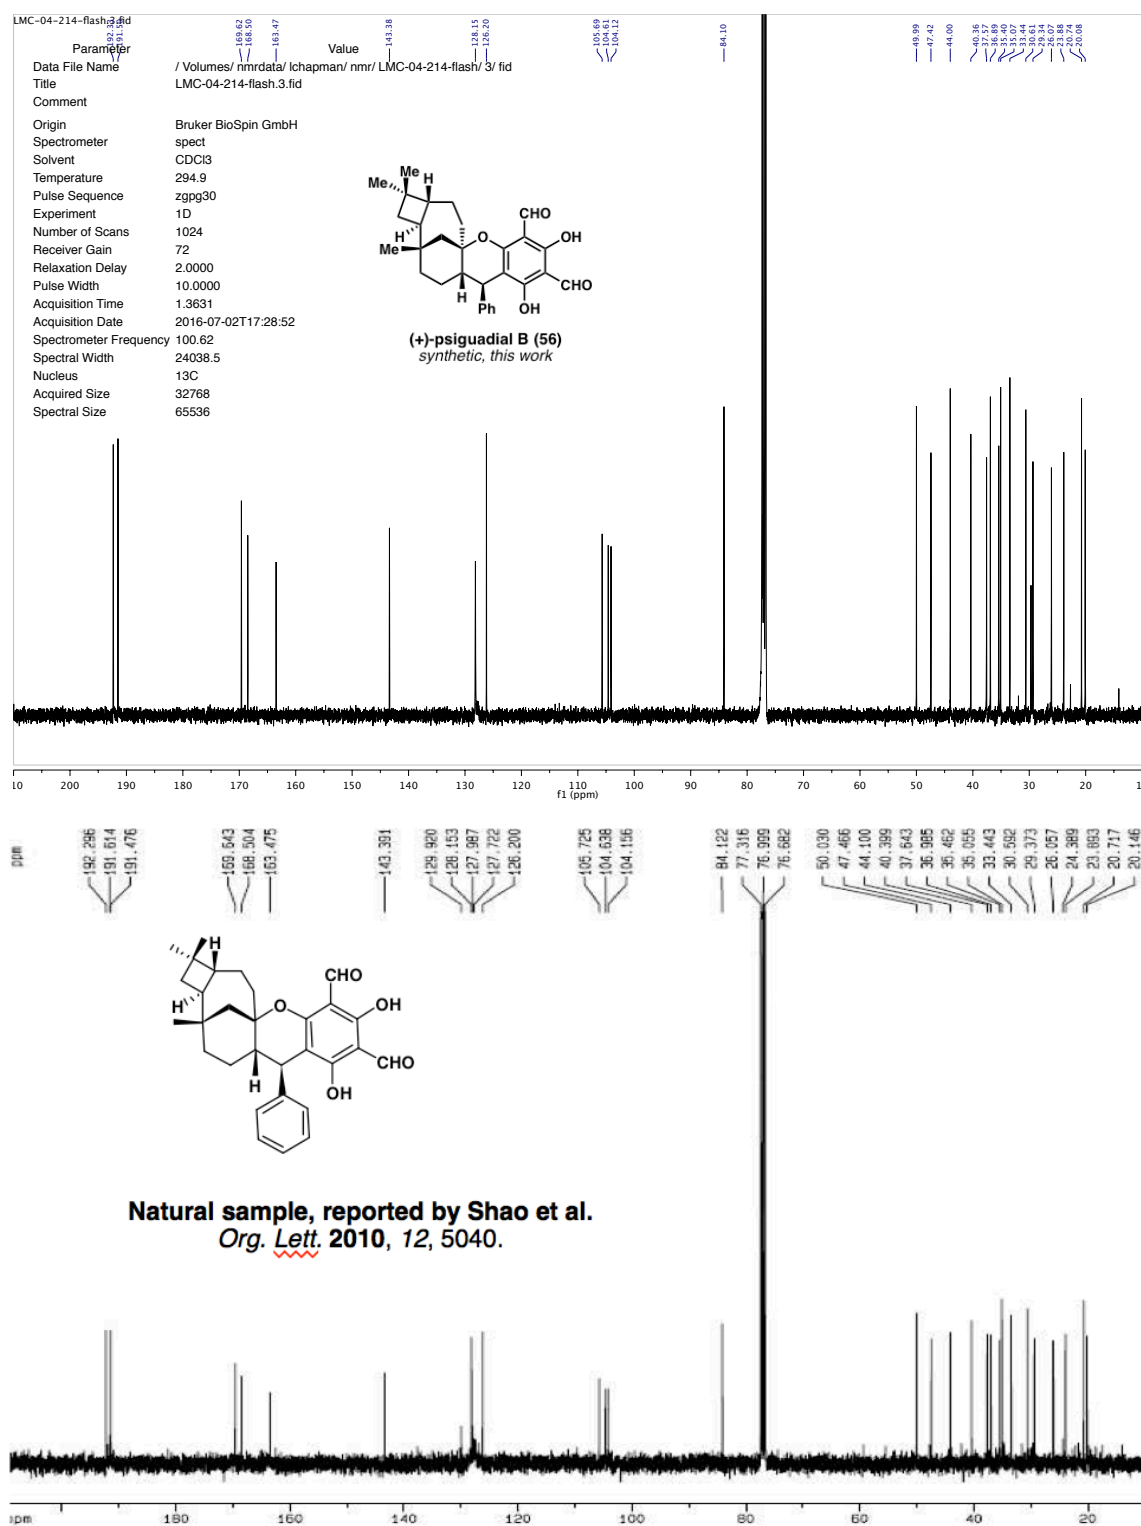 LMC-04-214-flash.3.fid
192.33
169.62
168.50
163.47
143.38
128.15
126.20
105.69
104.61
104.12
84.10
49.99
47.42
44.00
40.36
37.57
36.89
35.40
35.07
33.44
30.61
29.34
26.07
23.88
20.74
20.08
Parameter Value
Data File Name / Volumes/ nmrdata/ lchapman/ nmr/ LMC-04-214-flash/ 3/ fid
Title LMC-04-214-flash.3.fid
Comment
Origin Bruker BioSpin GmbH
Spectrometer spect
Solvent CDCl3
Temperature 294.9
Pulse Sequence zgpg30
Experiment 1D
Number of Scans 1024
Receiver Gain 72
Relaxation Delay 2.0000
Pulse Width 10.0000
Acquisition Time 1.3631
Acquisition Date 2016-07-02T17:28:52
Spectrometer Frequency 100.62
Spectral Width 24038.5
Nucleus 13C
Acquired Size 32768
Spectral Size 65536
Me
Me
H
CHO
H
O
OH
Me
CHO
H
Ph
OH
(+)-psiguadial B (56)
synthetic, this work
10 200 190 180 170 160 150 140 130 120 110 100 90 80 70 60 50 40 30 20 1
f1 (ppm)
ppm
192.296
191.614
191.476
169.643
168.504
163.475
143.391
129.920
128.153
127.987
127.722
126.200
105.725
104.638
104.156
84.122
77.316
76.999
76.682
50.030
47.466
44.100
40.399
37.643
36.985
35.462
35.055
33.443
30.592
29.373
26.057
24.389
23.893
20.717
20.146
H
CHO
H
O
OH
CHO
H
OH
Natural sample, reported by Shao et al.
Org. Lett. 2010, 12, 5040.
ppm 180 160 140 120 100 80 60 40 20